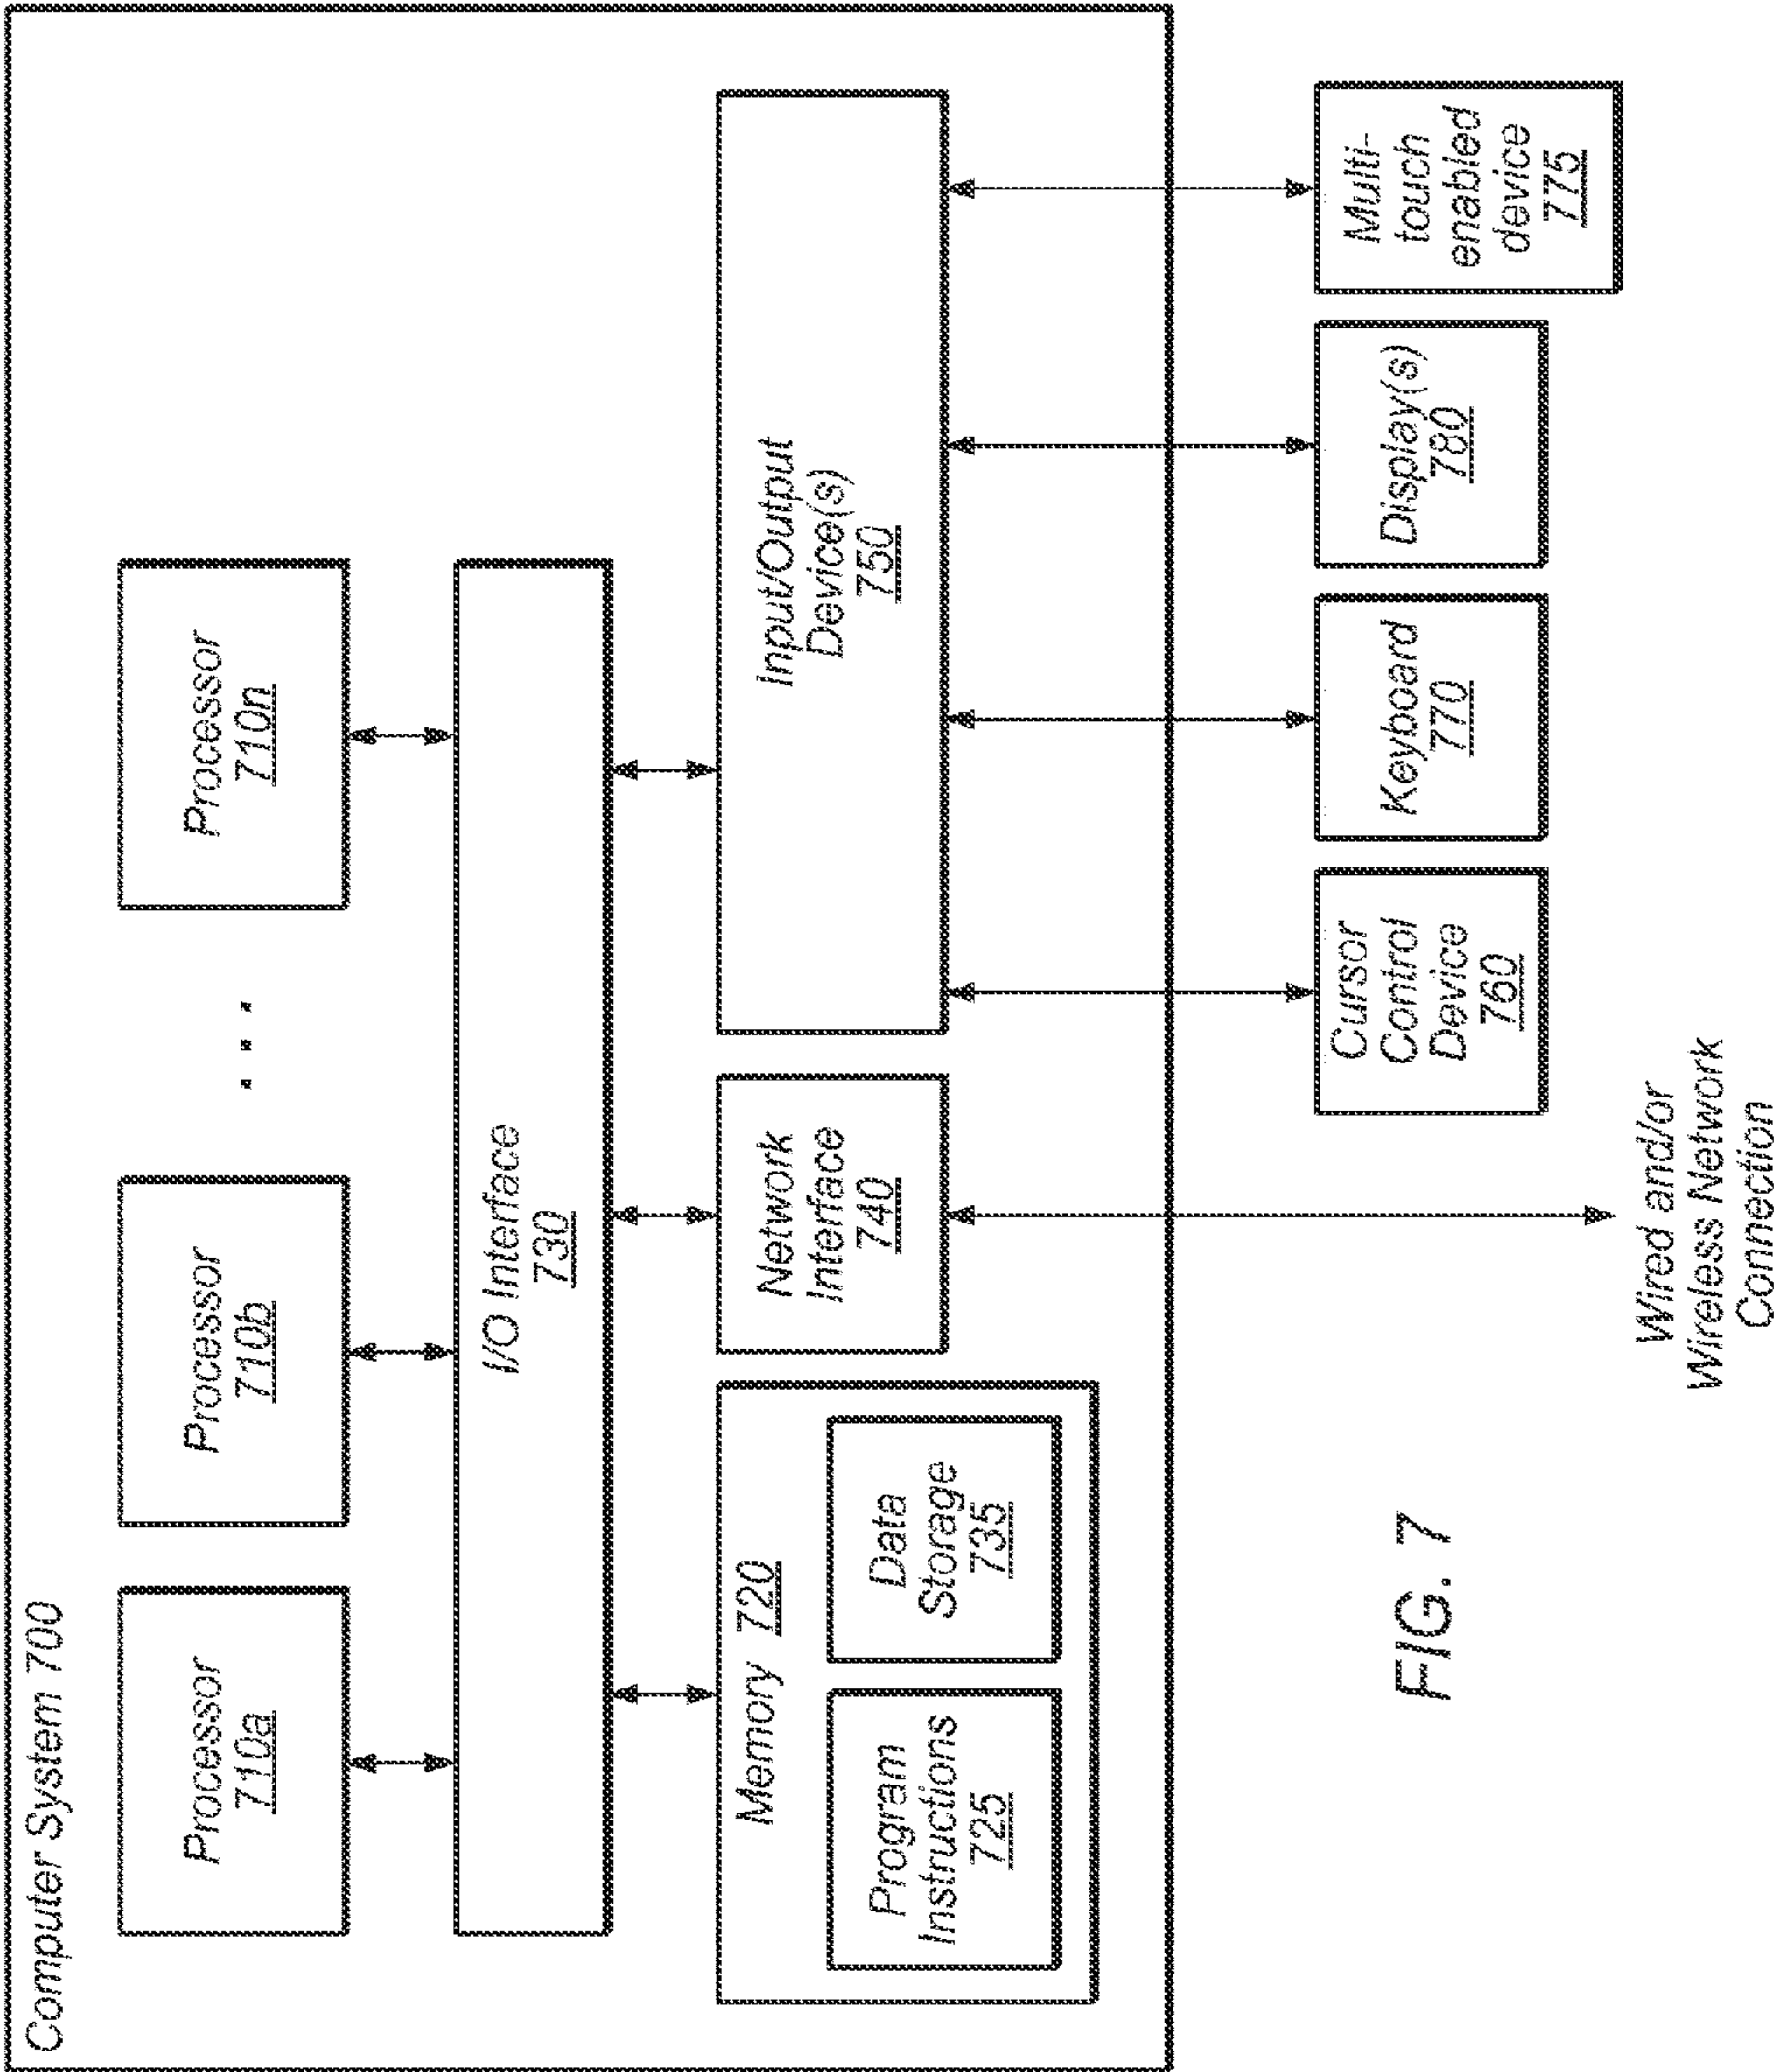 Computer System 700
Processor
710a
Processor
710b
. . .
Processor
710n
I/O Interface
730
Memory 720
Program
Instructions
725
Data
Storage
735
Network
Interface
740
Input/Output
Device(s)
750
Cursor
Control
Device
760
Keyboard
770
Display(s)
780
Multi-
touch
enabled
device
775
Wired and/or
Wireless Network
Connection
FIG. 7